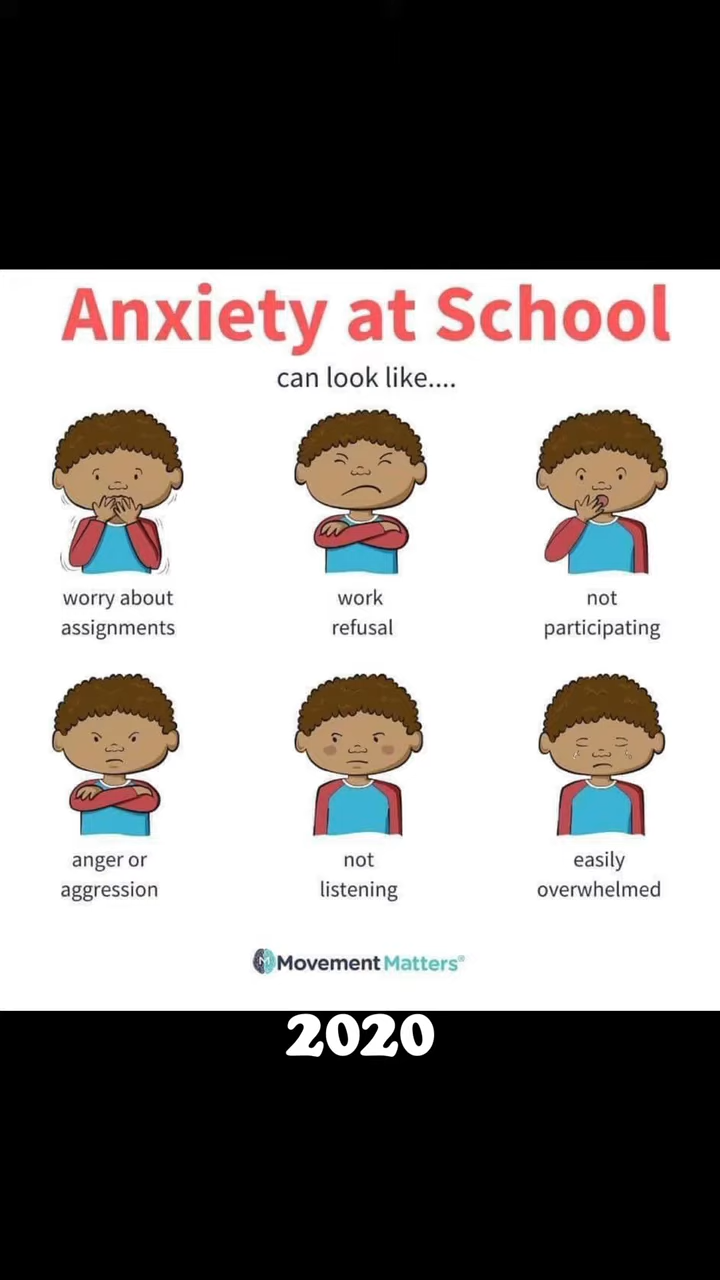 Anxiety at School
can look like....
worry about
assignments
work
refusal
not
participating
anger or
aggression
not
listening
easily
overwhelmed
Movement Matters®
2020